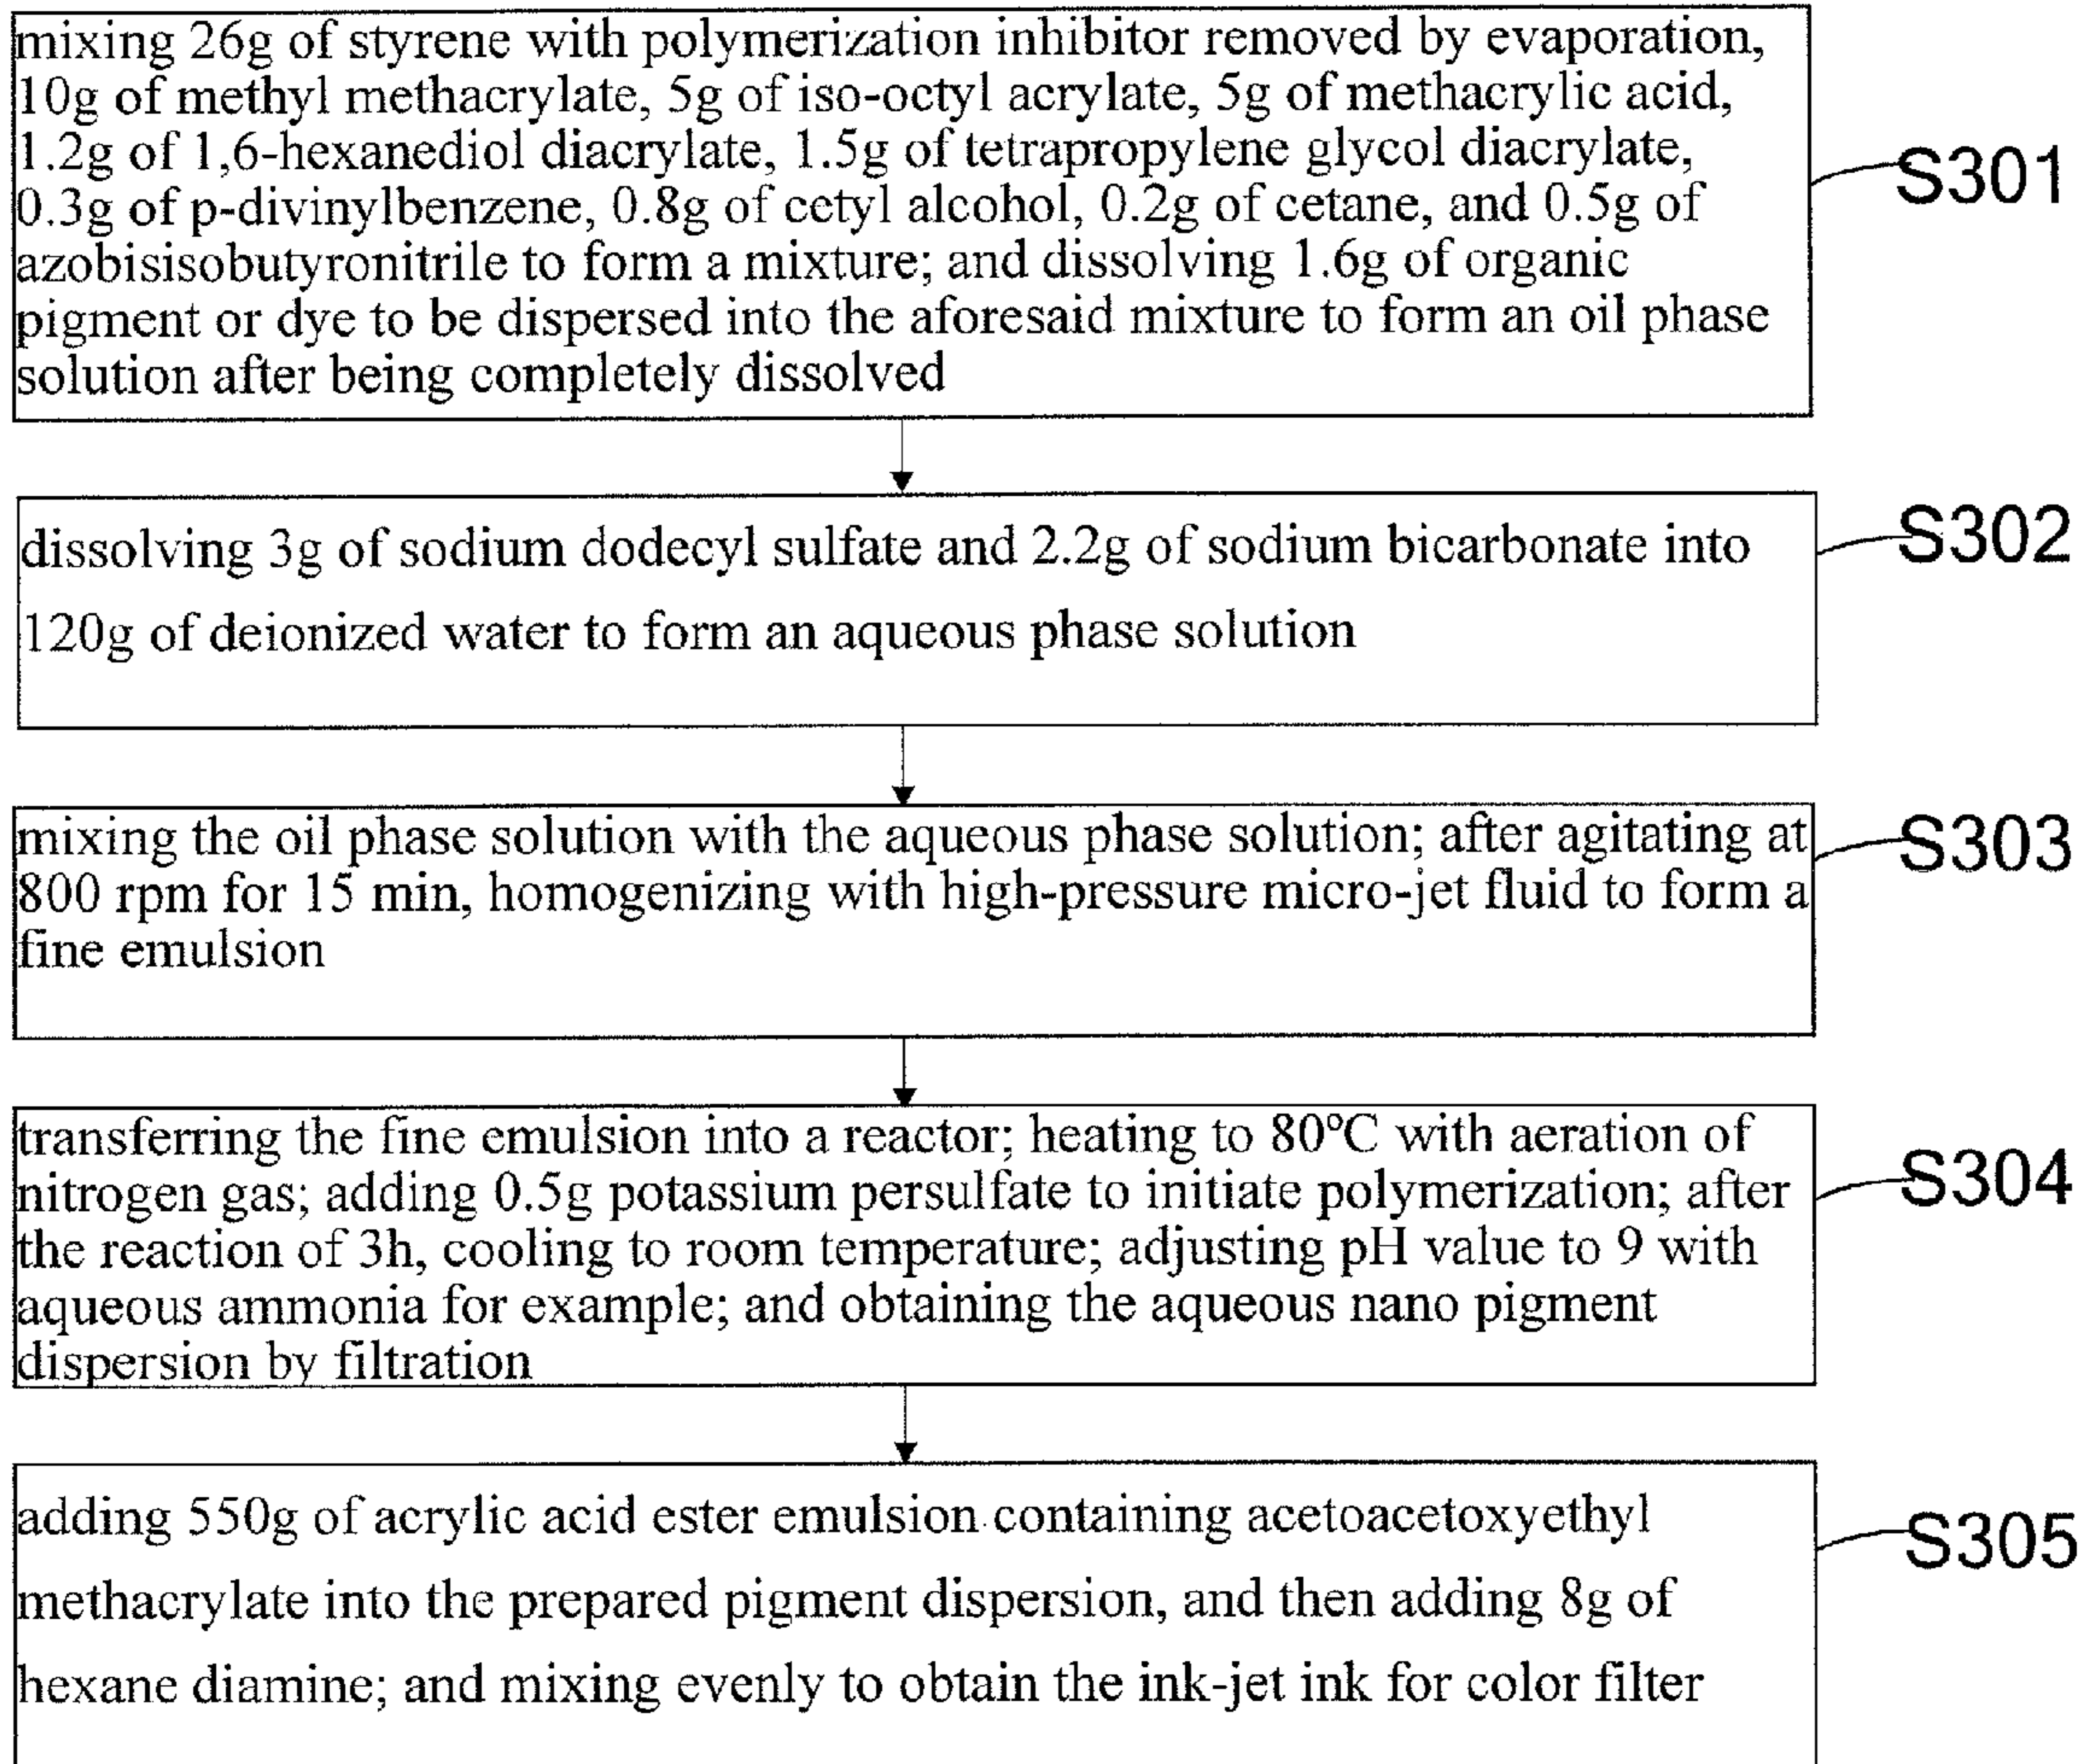 mixing 26g of styrene with polymerization inhibitor removed by evaporation,
10g of methyl methacrylate, 5g of iso-octyl acrylate, 5g of methacrylic acid,
1.2g of 1,6-hexanediol diacrylate, 1.5g of tetrapropylene glycol diacrylate,
0.3g of p-divinylbenzene, 0.8g of cetyl alcohol, 0.2g of cetane, and 0.5g of
azobisisobutyronitrile to form a mixture; and dissolving 1.6g of organic
pigment or dye to be dispersed into the aforesaid mixture to form an oil phase
solution after being completely dissolved
S301
dissolving 3g of sodium dodecyl sulfate and 2.2g of sodium bicarbonate into
120g of deionized water to form an aqueous phase solution
S302
mixing the oil phase solution with the aqueous phase solution; after agitating at
800 rpm for 15 min, homogenizing with high-pressure micro-jet fluid to form a
fine emulsion
S303
transferring the fine emulsion into a reactor; heating to 80ºC with aeration of
nitrogen gas; adding 0.5g potassium persulfate to initiate polymerization; after
the reaction of 3h, cooling to room temperature; adjusting pH value to 9 with
aqueous ammonia for example; and obtaining the aqueous nano pigment
dispersion by filtration
S304
adding 550g of acrylic acid ester emulsion containing acetoacetoxyethyl
methacrylate into the prepared pigment dispersion, and then adding 8g of
hexane diamine; and mixing evenly to obtain the ink-jet ink for color filter
S305